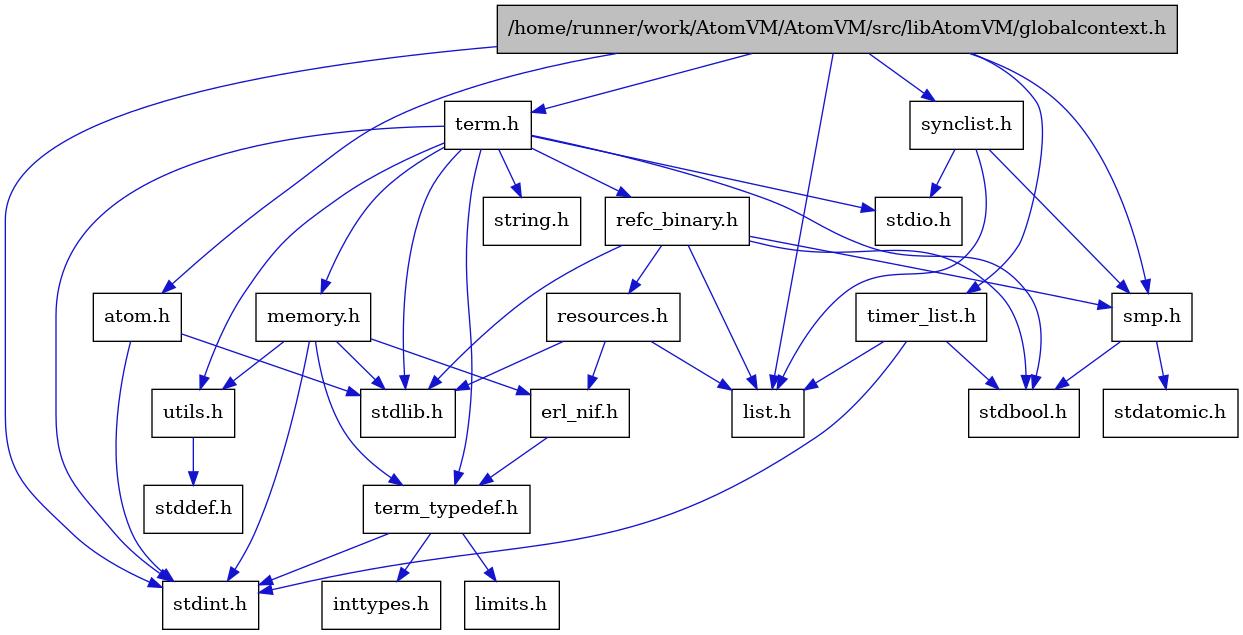 /home/runner/work/AtomVM/AtomVM/src/libAtomVM/globalcontext.h
term.h
synclist.h
string.h
refc_binary.h
stdio.h
atom.h
memory.h
resources.h
timer_list.h
smp.h
utils.h
stdlib.h
erl_nif.h
list.h
stdbool.h
stdatomic.h
stddef.h
term_typedef.h
stdint.h
inttypes.h
limits.h